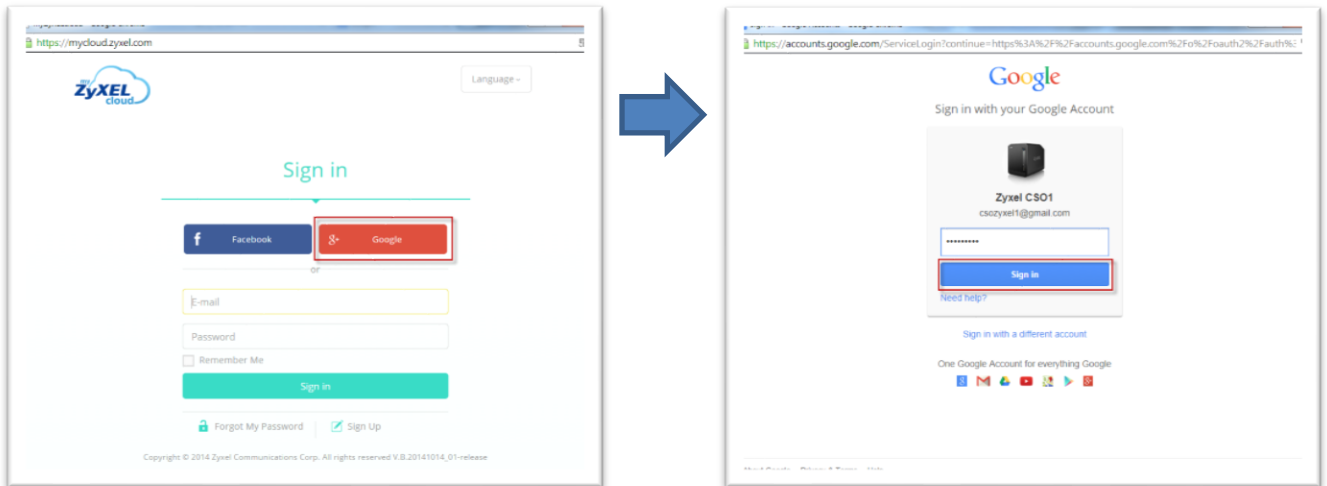 https://mycloud.zyxel.com
my
ZyXEL
cloud
Language
Sign in
f Facebook
g+ Google
or
E-mail
Password
Remember Me
Sign in
Forgot My Password
Sign Up
Copyright © 2014 Zyxel Communications Corp. All rights reserved V.B.20141014_01-release
https://accounts.google.com/ServiceLogin?continue=https%3A%2F%2Faccounts.google.com%2Fo%2Foauth2%2Fauth%3
Google
Sign in with your Google Account
Zyxel CSO1
csozyxel1@gmail.com
•••••••••
Sign in
Need help?
Sign in with a different account
One Google Account for everything Google